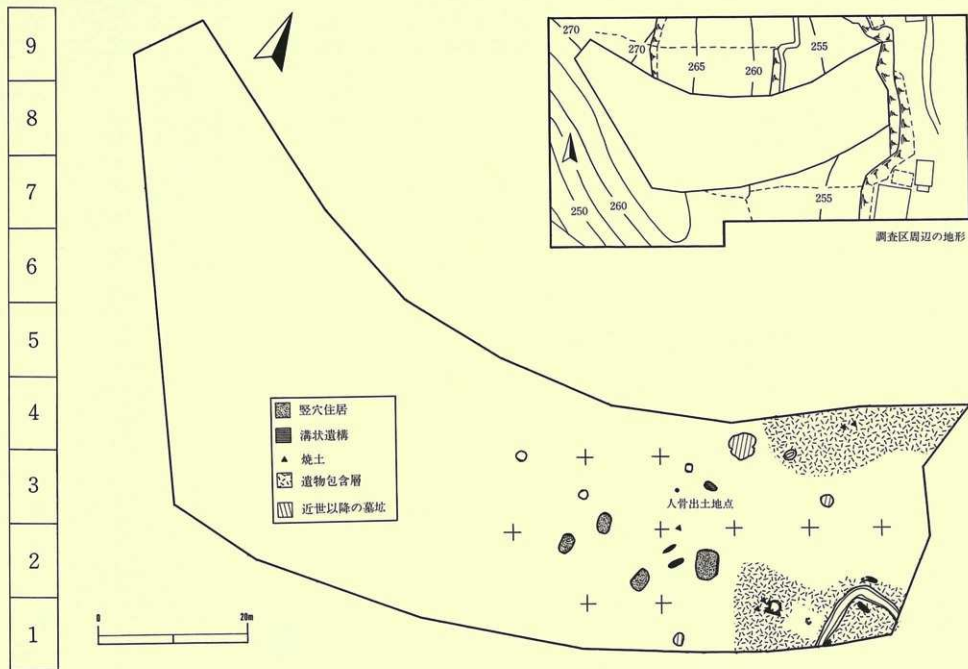 9
8
7
6
5
4
3
2
1
270
270
265
260
255
250
260
255
調査区周辺の地形
竪穴住居
溝状遺構
焼土
遺物包含層
近世以降の墓坑
人骨出土地点
0
20m